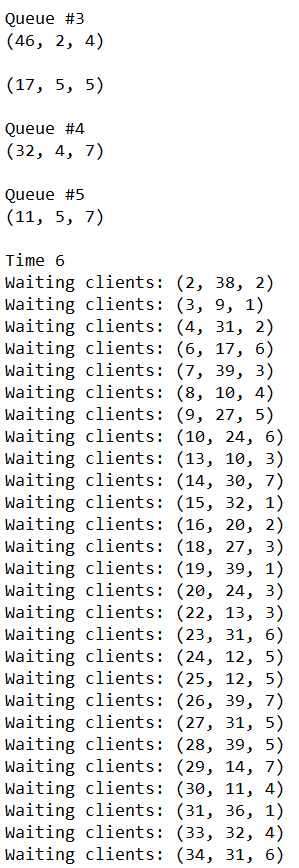 Queue #3
(46, 2, 4)
(17, 5, 5)
Queue #4
(32, 4, 7)
Queue #5
(11, 5, 7)
Time 6
Waiting clients: (2, 38, 2)
Waiting clients: (3, 9, 1)
Waiting clients: (4, 31, 2)
Waiting clients: (6, 17, 6)
Waiting clients: (7, 39, 3)
Waiting clients: (8, 10, 4)
Waiting clients: (9, 27, 5)
Waiting clients: (10, 24, 6)
Waiting clients: (13, 10, 3)
Waiting clients: (14, 30, 7)
Waiting clients: (15, 32, 1)
Waiting clients: (16, 20, 2)
Waiting clients: (18, 27, 3)
Waiting clients: (19, 39, 1)
Waiting clients: (20, 24, 3)
Waiting clients: (22, 13, 3)
Waiting clients: (23, 31, 6)
Waiting clients: (24, 12, 5)
Waiting clients: (25, 12, 5)
Waiting clients: (26, 39, 7)
Waiting clients: (27, 31, 5)
Waiting clients: (28, 39, 5)
Waiting clients: (29, 14, 7)
Waiting clients: (30, 11, 4)
Waiting clients: (31, 36, 1)
Waiting clients: (33, 32, 4)
Waiting clients: (34, 31, 6)